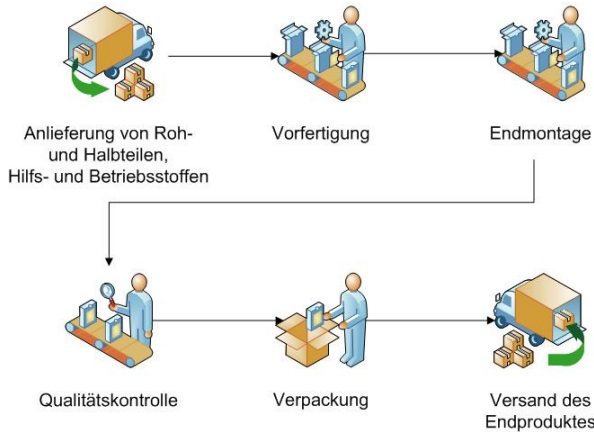 Anlieferung von Roh-
und Halbteilen,
Hilfs- und Betriebsstoffen
Vorfertigung
Endmontage
Qualitätskontrolle
Verpackung
Versand des
Endproduktes